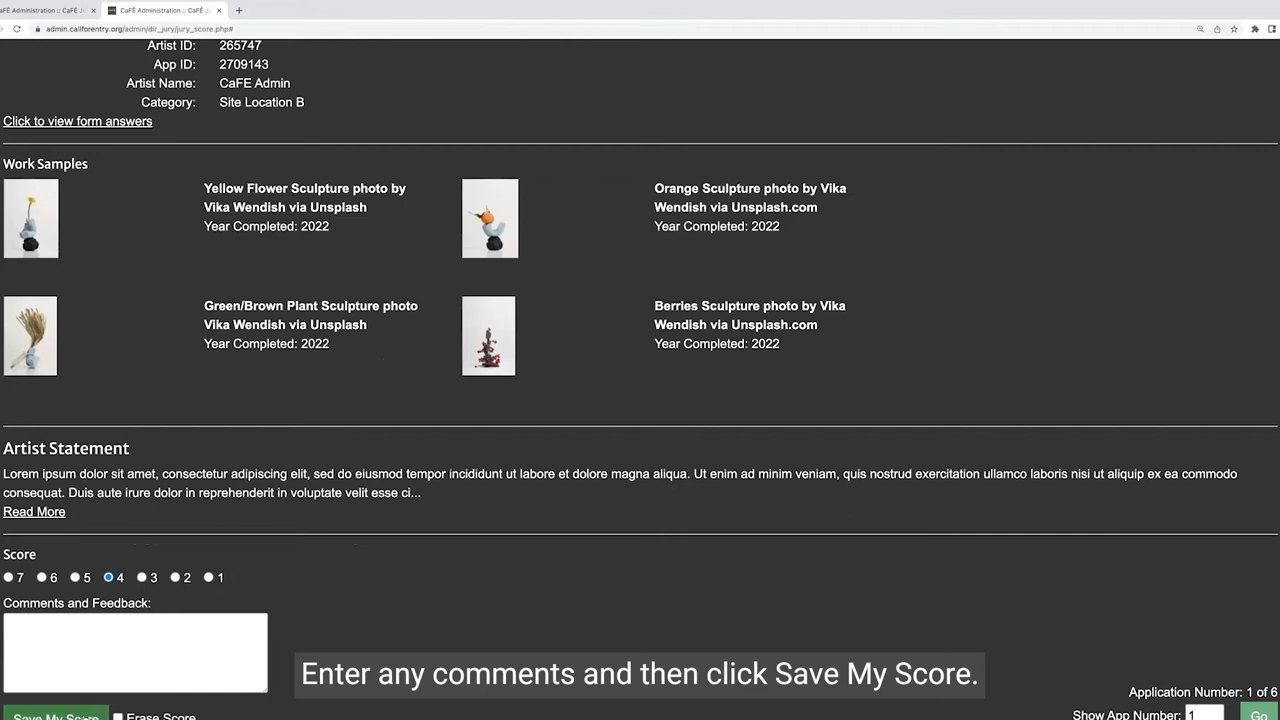 CaFÉ Administration :: CaFÉ
CaFÉ Administration :: CaFÉ
admin.callforentry.org/admin/dir_jury/jury_score.php#
Artist ID: 265747
App ID: 2709143
Artist Name: CaFE Admin
Category: Site Location B
Click to view form answers
Work Samples
Yellow Flower Sculpture photo by
Vika Wendish via Unsplash
Year Completed: 2022
Orange Sculpture photo by Vika
Wendish via Unsplash.com
Year Completed: 2022
Green/Brown Plant Sculpture photo
Vika Wendish via Unsplash
Year Completed: 2022
Berries Sculpture photo by Vika
Wendish via Unsplash.com
Year Completed: 2022
Artist Statement
Lorem ipsum dolor sit amet, consectetur adipiscing elit, sed do eiusmod tempor incididunt ut labore et dolore magna aliqua. Ut enim ad minim veniam, quis nostrud exercitation ullamco laboris nisi ut aliquip ex ea commodo
consequat. Duis aute irure dolor in reprehenderit in voluptate velit esse ci...
Read More
Score
7 6 5 4 3 2 1
Comments and Feedback:
Enter any comments and then click Save My Score.
Application Number: 1 of 6
Save My Score Erase Score
Show App Number: 1 Go